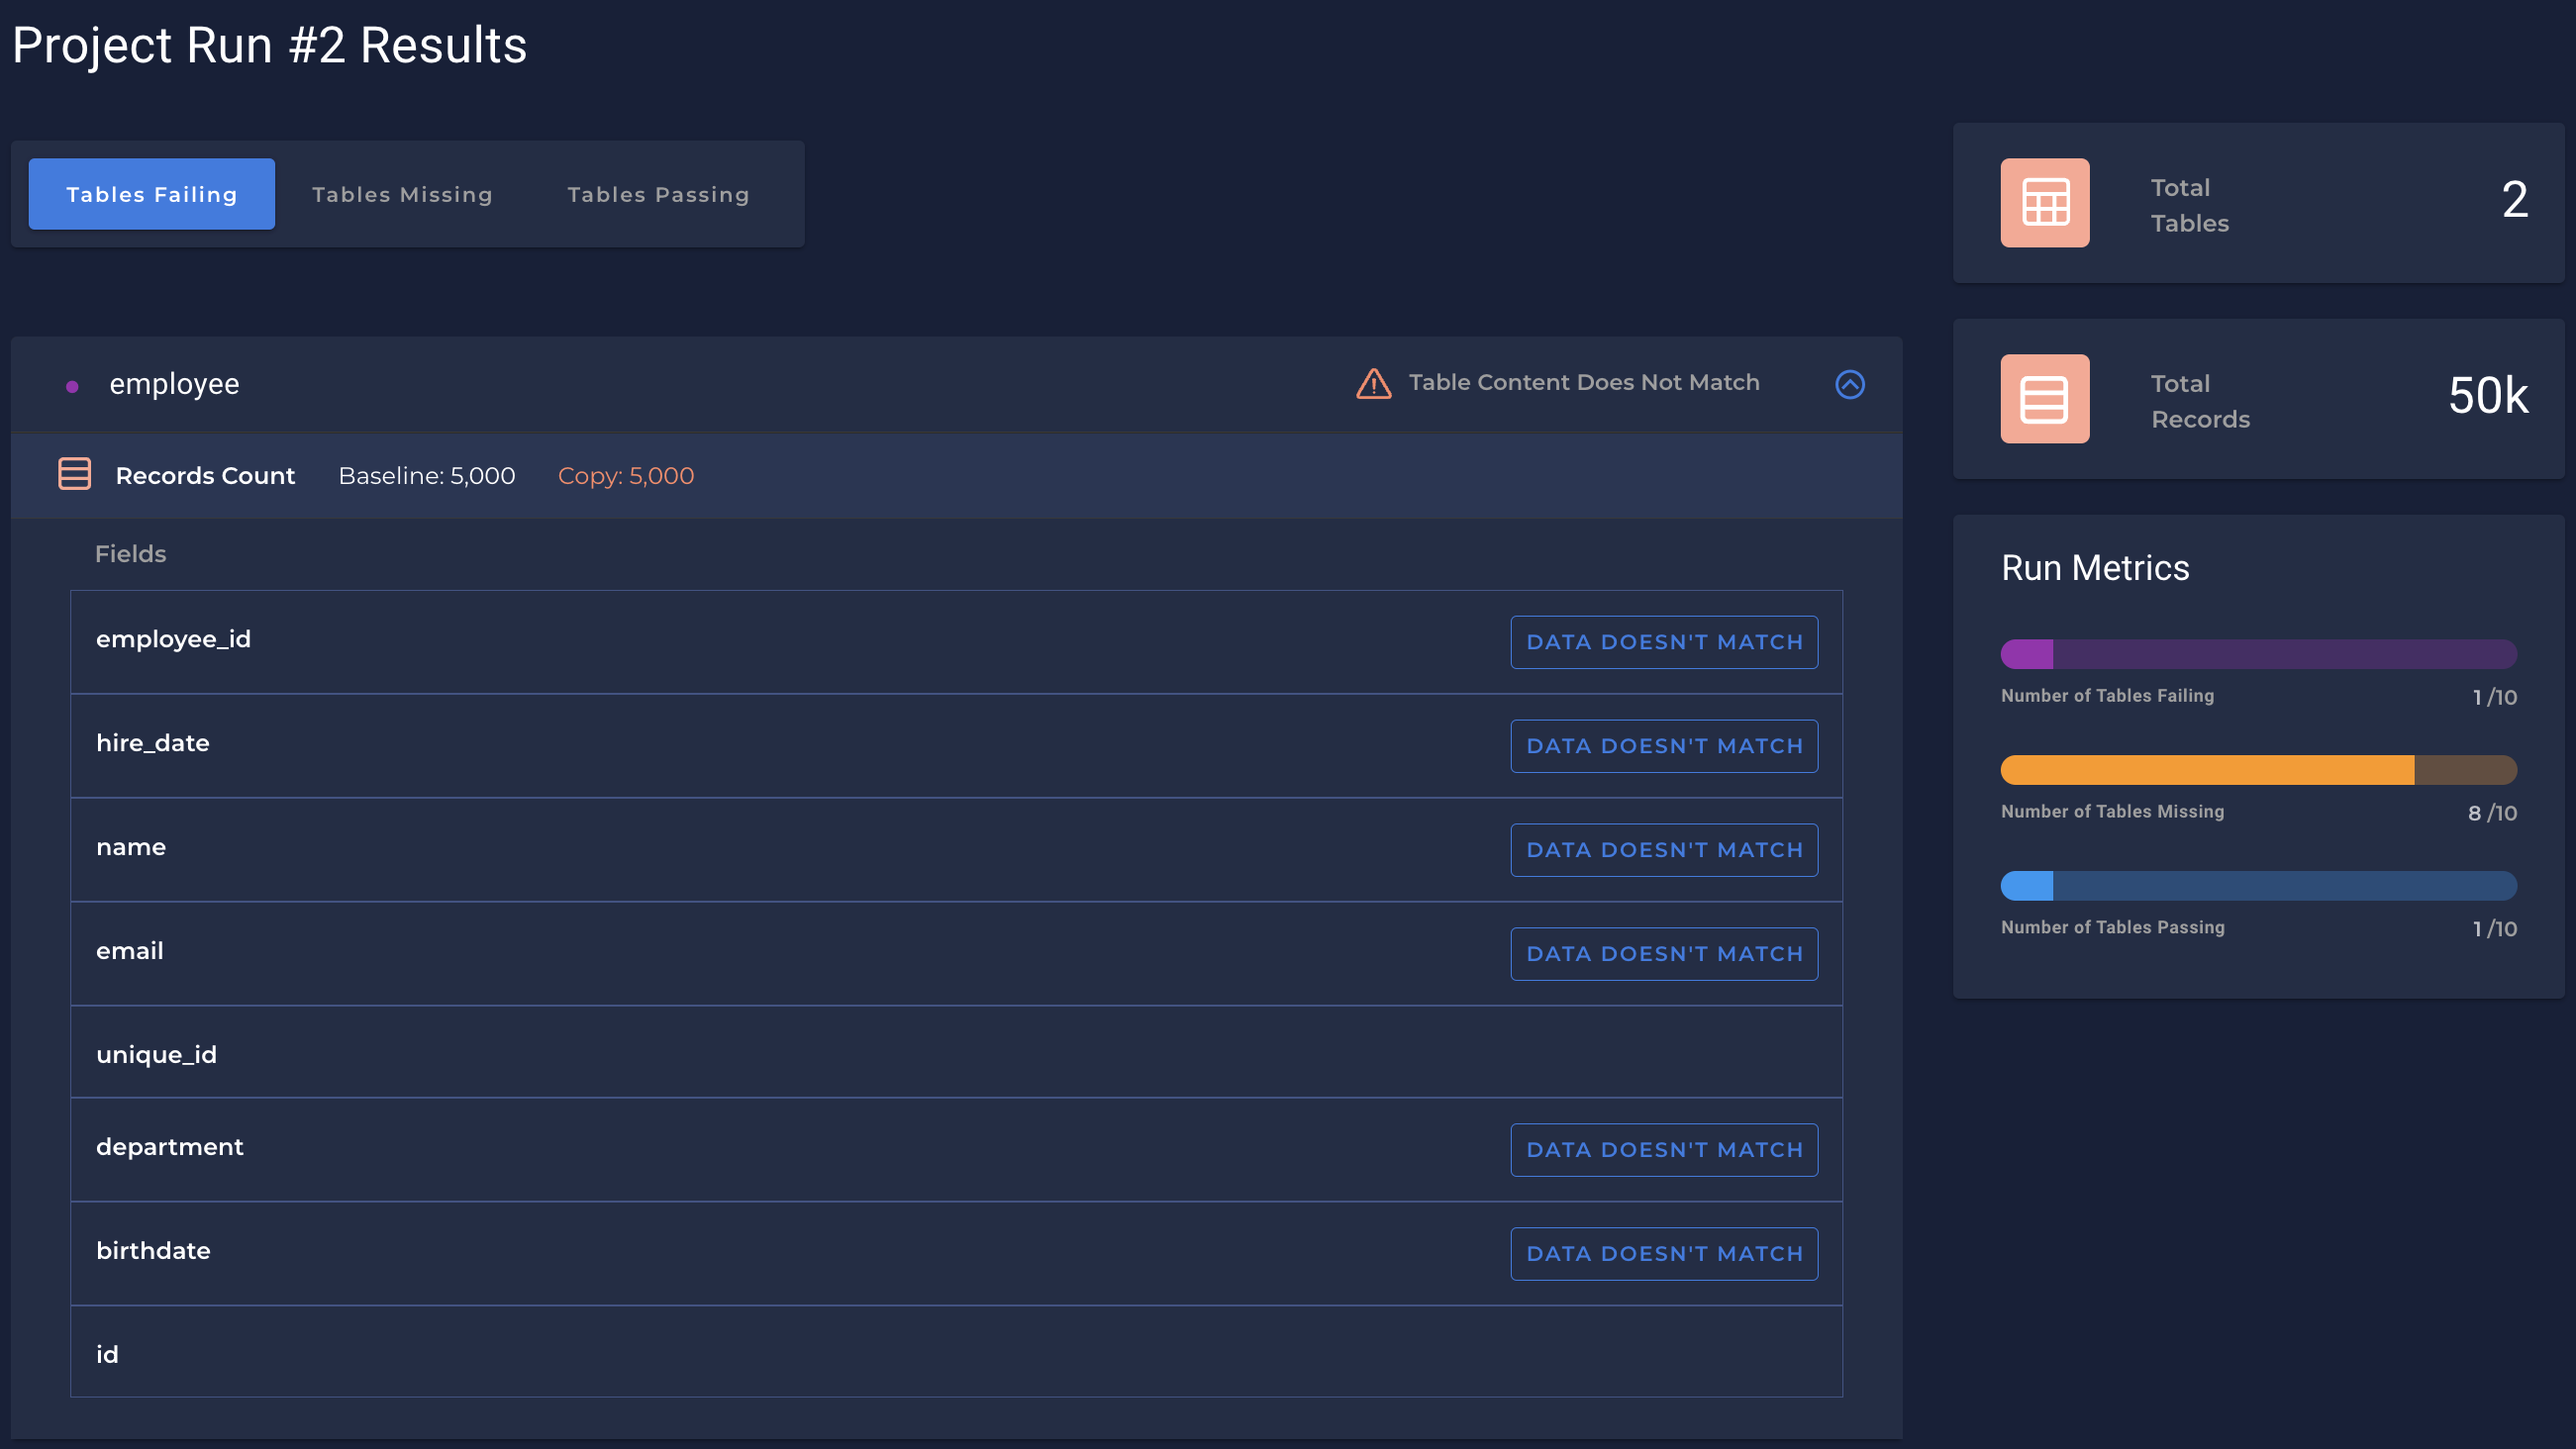 Project Run #2 Results
Tables Failing
Tables Missing
Tables Passing
employee
Table Content Does Not Match
Records Count
Baseline: 5,000
Copy: 5,000
Fields
employee_id
DATA DOESN'T MATCH
hire_date
DATA DOESN'T MATCH
name
DATA DOESN'T MATCH
email
DATA DOESN'T MATCH
unique_id
department
DATA DOESN'T MATCH
birthdate
DATA DOESN'T MATCH
id
Total
Tables
2
Total
Records
50k
Run Metrics
Number of Tables Failing
1 /10
Number of Tables Missing
8 /10
Number of Tables Passing
1 /10